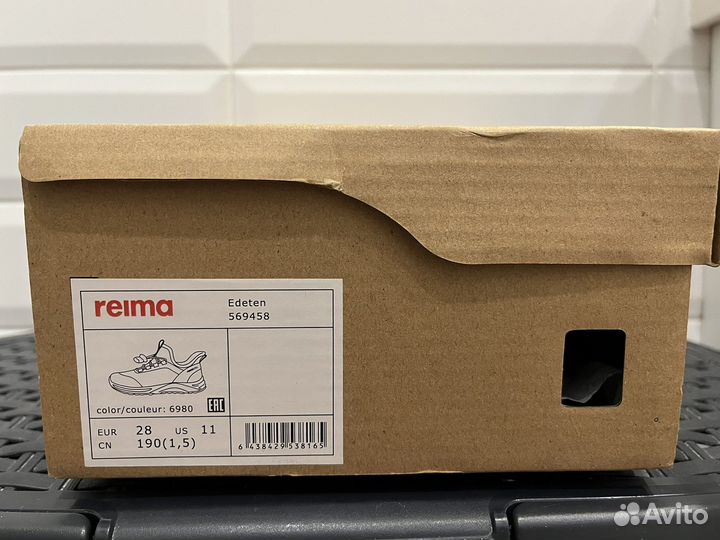 reima
Edeten
569458
color/couleur: 6980
EAC
EUR 28 US 11
CN 190(1,5)
6 438429 538165
Avito